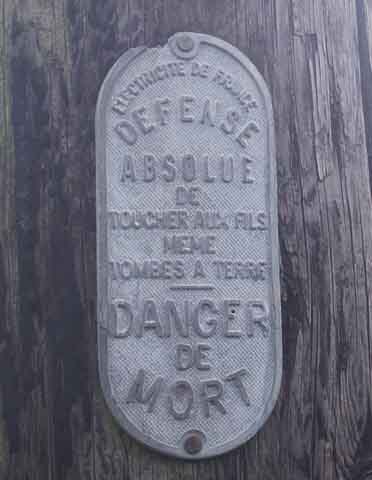 ELECTRICITE DE FRANCE
DEFENSE
ABSOLUE
DE
TOUCHER AUX FILS
MEME
TOMBES A TERRE
DANGER
DE
MORT